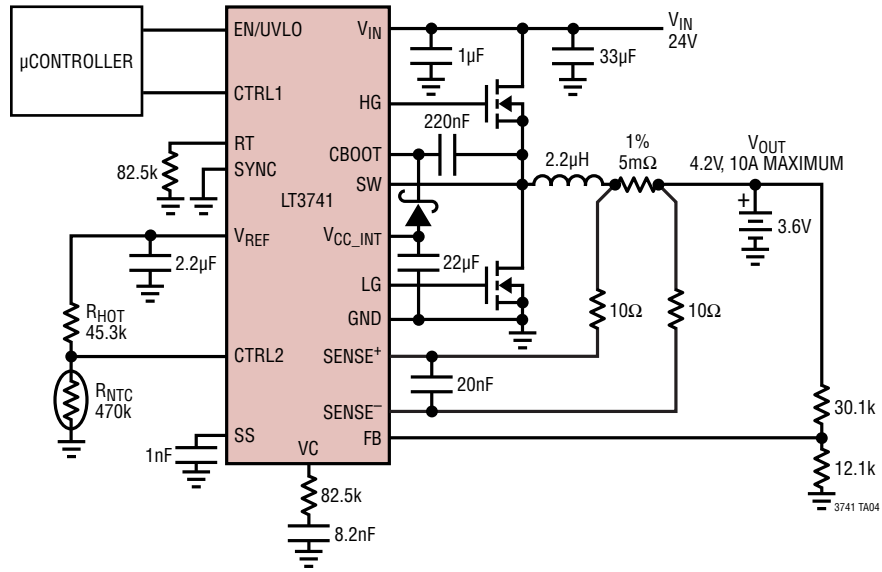 µCONTROLLER
EN/UVLO
CTRL1
RT
82.5k
SYNC
LT3741
VREF
2.2µF
RHOT
45.3k
CTRL2
RNTC
470k
SS
1nF
VC
82.5k
8.2nF
VIN
1µF
33µF
VIN
24V
HG
220nF
CBOOT
SW
2.2µH
1%
5mΩ
VOUT
4.2V, 10A MAXIMUM
+
3.6V
VCC_INT
22µF
LG
GND
10Ω
10Ω
SENSE+
20nF
SENSE–
FB
30.1k
12.1k
3741 TA04